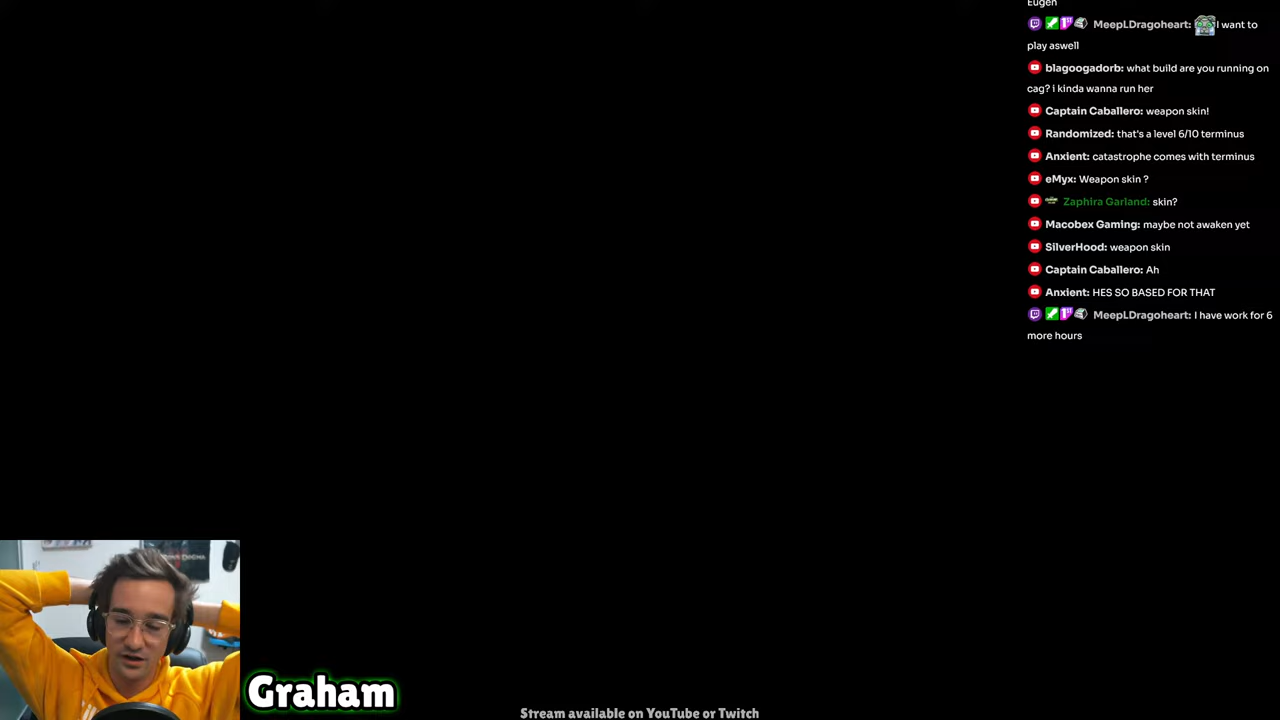 Eugen
MeepLDragoheart: I want to
play aswell
blagoogadorb: what build are you running on
cag? i kinda wanna run her
Captain Caballero: weapon skin!
Randomized: that's a level 6/10 terminus
Anxient: catastrophe comes with terminus
eMyx: Weapon skin ?
Zaphira Garland: skin?
Macobex Gaming: maybe not awaken yet
SilverHood: weapon skin
Captain Caballero: Ah
Anxient: HES SO BASED FOR THAT
MeepLDragoheart: I have work for 6
more hours
Graham
Stream available on YouTube or Twitch